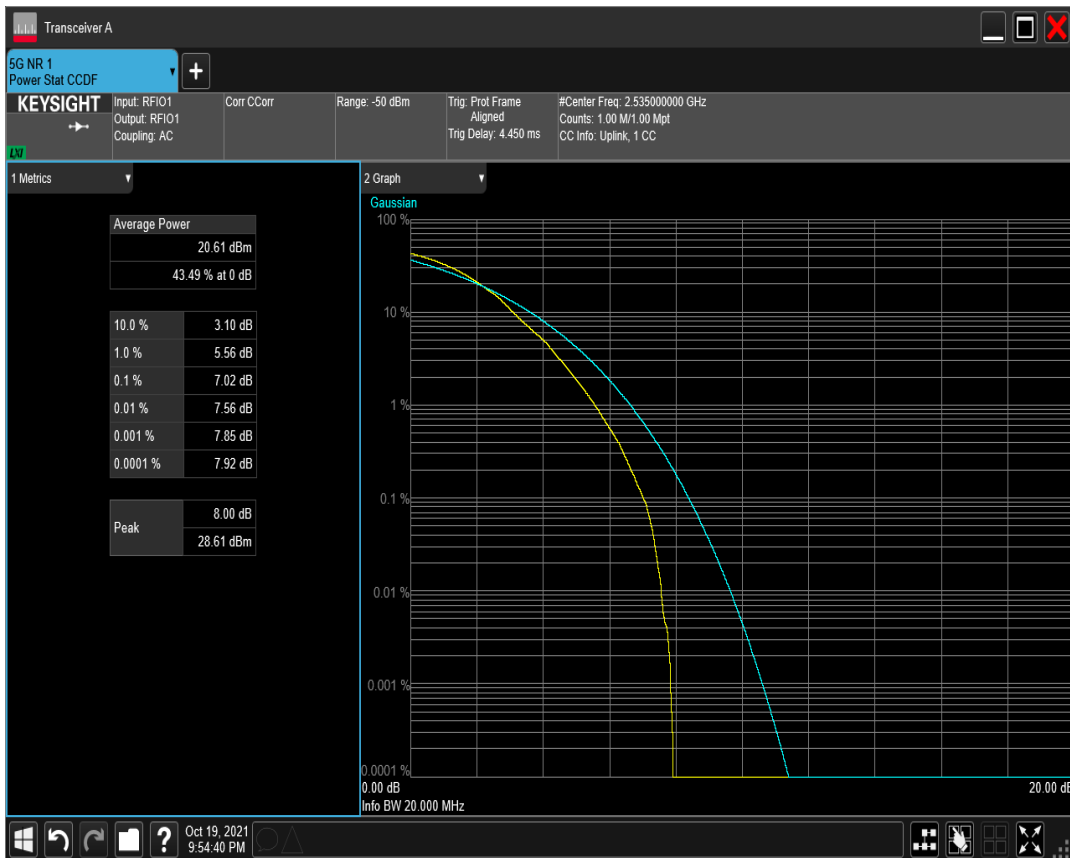 Transceiver A
5G NR 1
Power Stat CCDF
KEYSIGHT
LXI
Input: RFIO1
Output: RFIO1
Coupling: AC
Corr CCorr
Range: -50 dBm
Trig: Prot Frame
Aligned
Trig Delay: 4.450 ms
#Center Freq: 2.535000000 GHz
Counts: 1.00 M/1.00 Mpt
CC Info: Uplink, 1 CC
1 Metrics
Average Power
20.61 dBm
43.49 % at 0 dB
10.0 % 3.10 dB
1.0 % 5.56 dB
0.1 % 7.02 dB
0.01 % 7.56 dB
0.001 % 7.85 dB
0.0001 % 7.92 dB
Peak
8.00 dB
28.61 dBm
2 Graph
Gaussian
100 %
10 %
1 %
0.1 %
0.01 %
0.001 %
0.0001 %
0.00 dB
20.00 dB
Info BW 20.000 MHz
?
Oct 19, 2021
9:54:40 PM